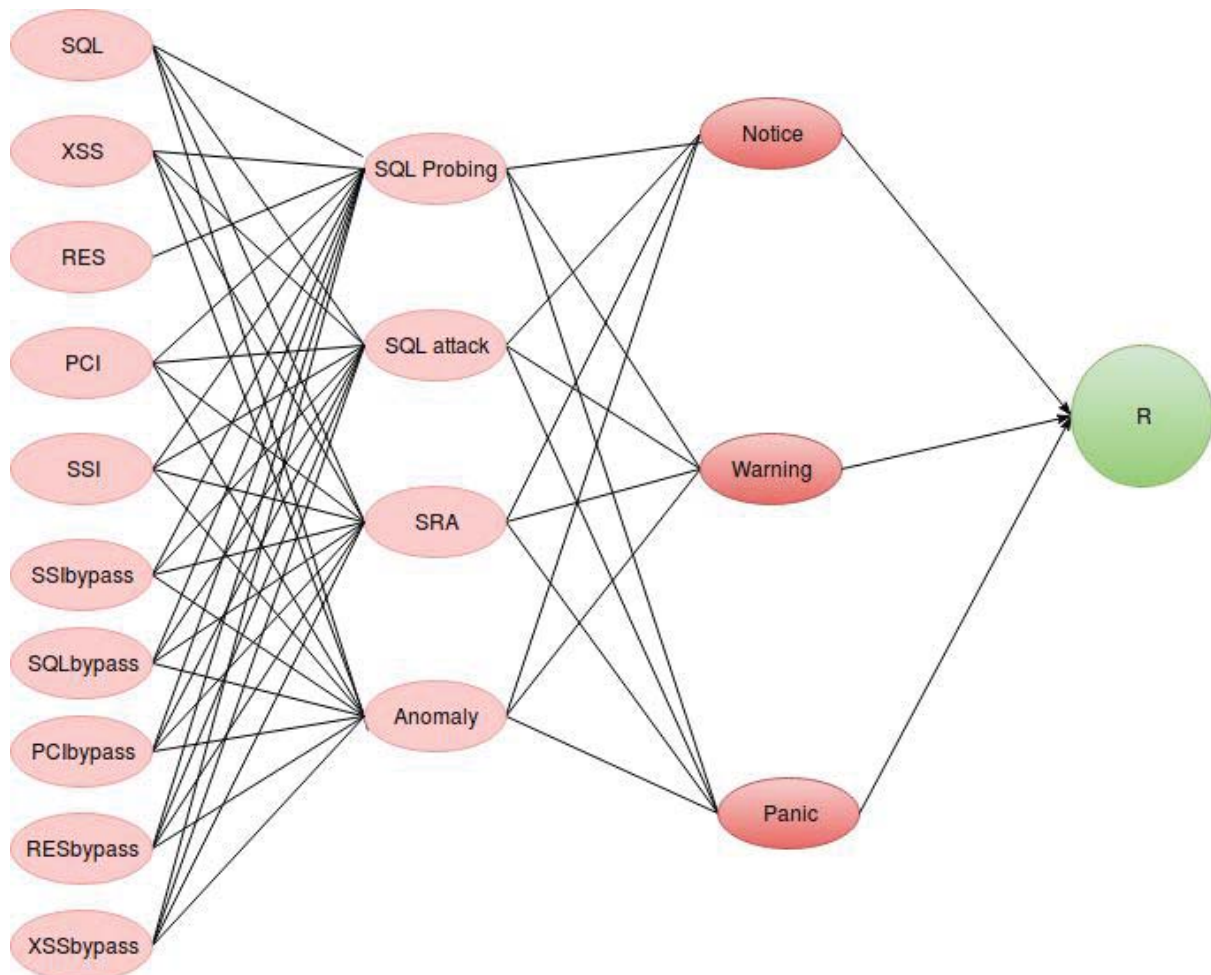 SQL
XSS
RES
PCI
SSI
SSIbypass
SQLbypass
PCIbypass
RESbypass
XSSbypass
SQL Probing
SQL attack
SRA
Anomaly
Notice
Warning
Panic
R